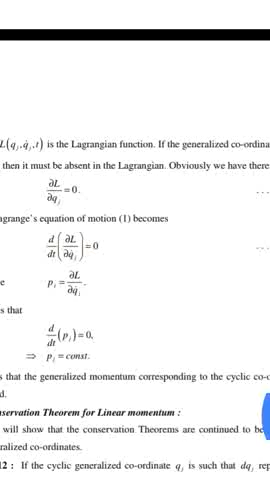 L(q_j, q̇_j, t) is the Lagrangian function. If the generalized co-ordina
then it must be absent in the Lagrangian. Obviously we have there
∂L/∂q_j = 0. ...
agrange's equation of motion (1) becomes
d/dt (∂L/∂q̇_j) = 0 ...
e p_j = ∂L/∂q̇_j.
s that
d/dt (p_j) = 0,
⇒ p_j = const.
s that the generalized momentum corresponding to the cyclic co-o
d.
nservation Theorem for Linear momentum :
will show that the conservation Theorems are continued to be
ralized co-ordinates.
12 : If the cyclic generalized co-ordinate q_j is such that dq_j rep